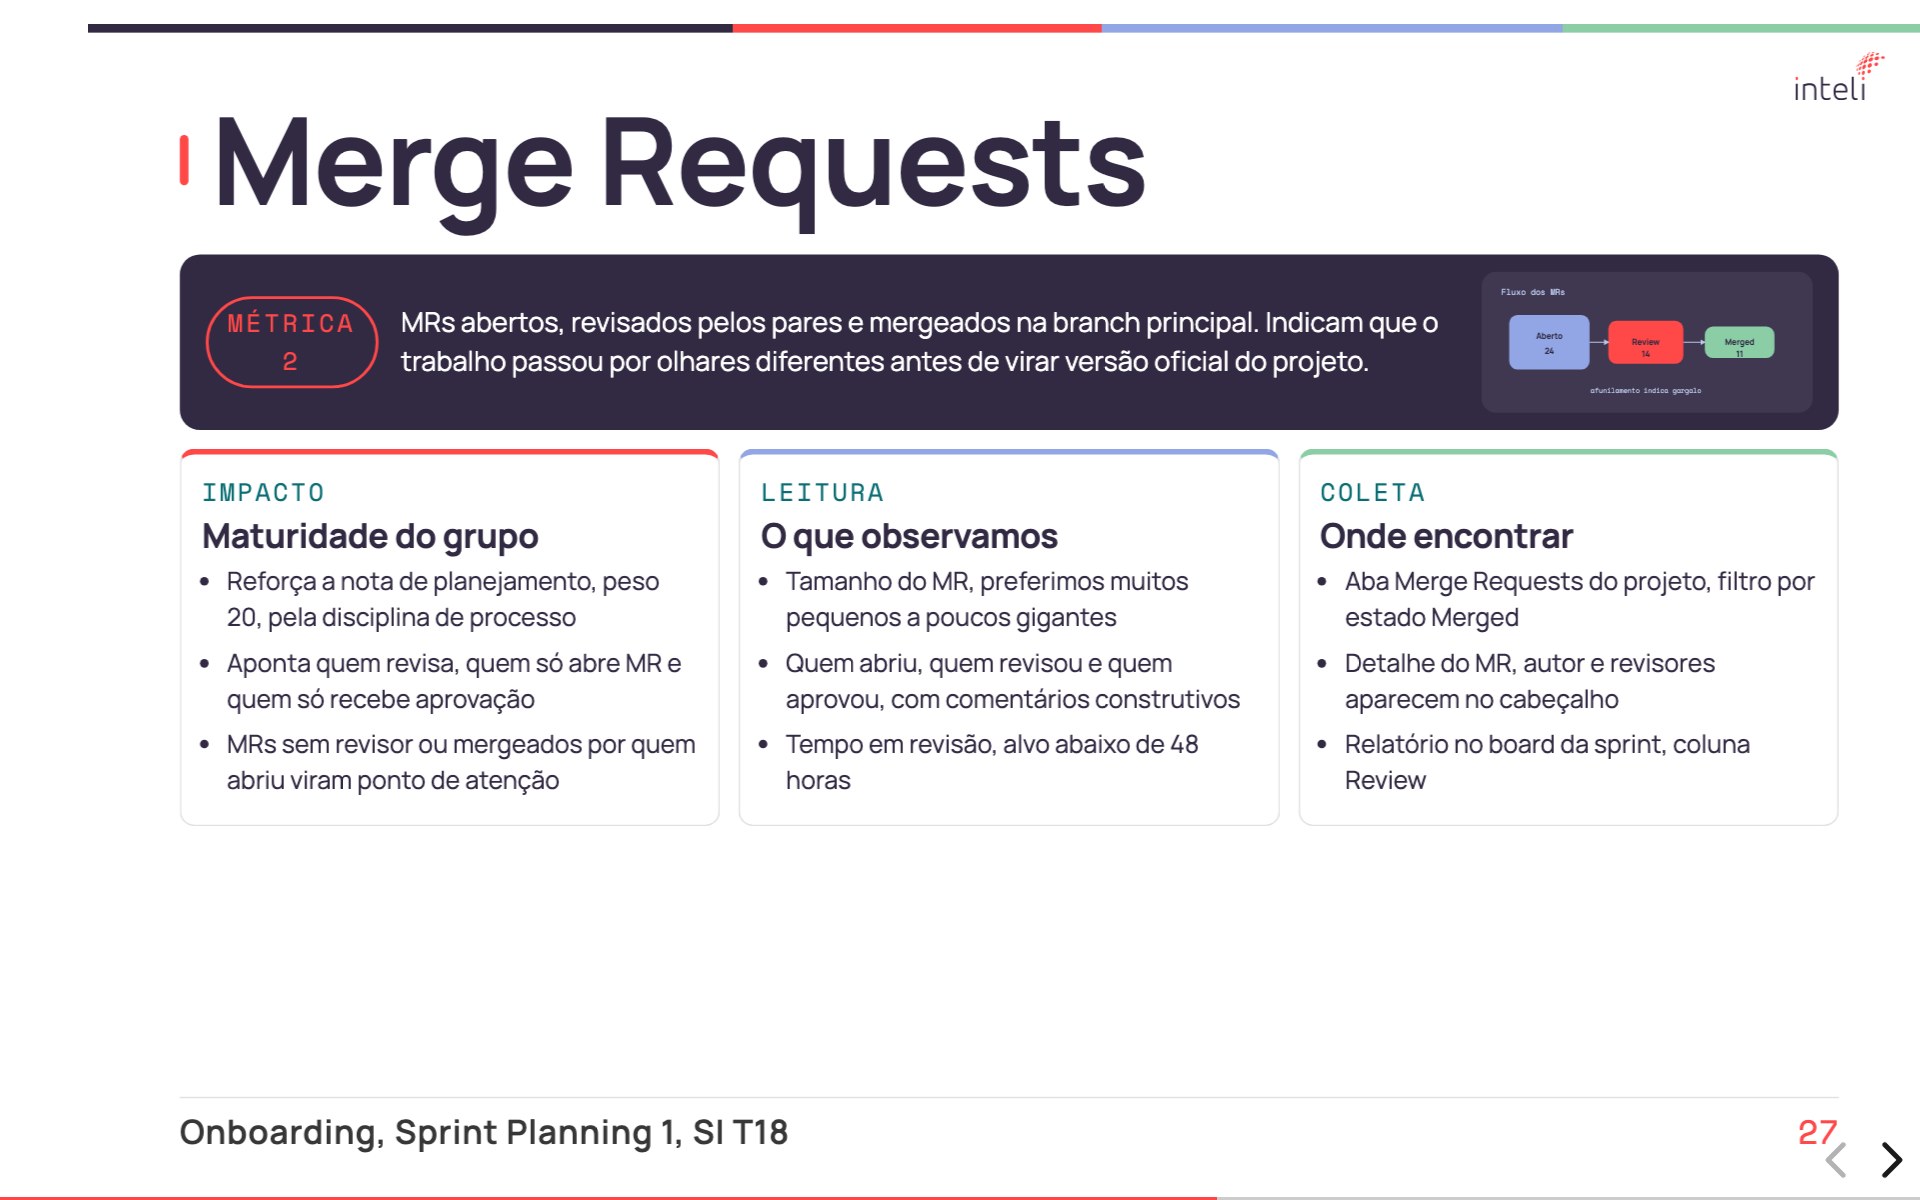 inteli
Merge Requests
MÉTRICA
2
MRs abertos, revisados pelos pares e mergeados na branch principal. Indicam que o
trabalho passou por olhares diferentes antes de virar versão oficial do projeto.
Fluxo dos MRs
Aberto
24
Review
14
Merged
11
afunilamento indica gargalo
IMPACTO
Maturidade do grupo
• Reforça a nota de planejamento, peso
20, pela disciplina de processo
• Aponta quem revisa, quem só abre MR e
quem só recebe aprovação
• MRs sem revisor ou mergeados por quem
abriu viram ponto de atenção
LEITURA
O que observamos
• Tamanho do MR, preferimos muitos
pequenos a poucos gigantes
• Quem abriu, quem revisou e quem
aprovou, com comentários construtivos
• Tempo em revisão, alvo abaixo de 48
horas
COLETA
Onde encontrar
• Aba Merge Requests do projeto, filtro por
estado Merged
• Detalhe do MR, autor e revisores
aparecem no cabeçalho
• Relatório no board da sprint, coluna
Review
Onboarding, Sprint Planning 1, SI T18
27